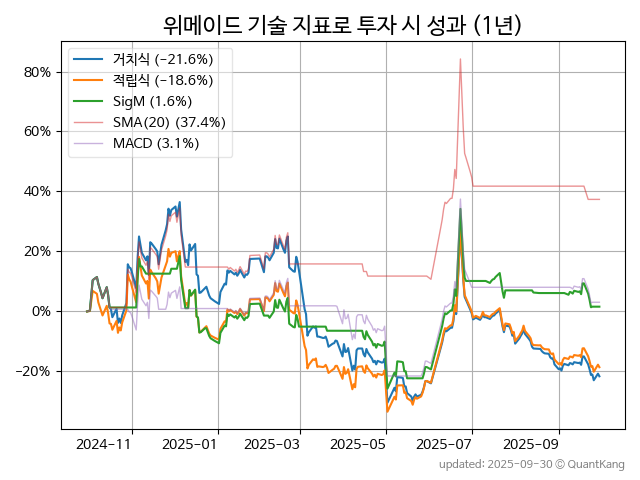 위메이드 기술 지표로 투자 시 성과 (1년)
거치식 (-21.6%)
적립식 (-18.6%)
SigM (1.6%)
SMA(20) (37.4%)
MACD (3.1%)
80%
60%
40%
20%
0%
-20%
2024-11 2025-01 2025-03 2025-05 2025-07 2025-09
updated: 2025-09-30 © QuantKang